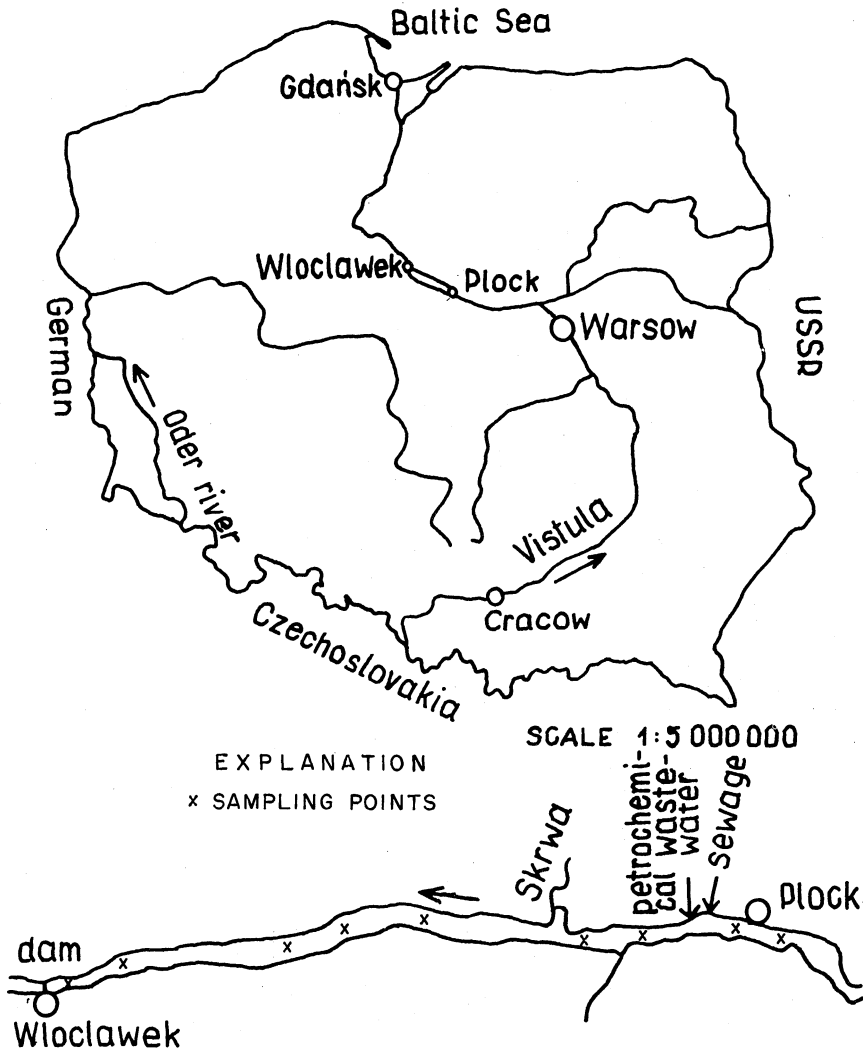 Baltic Sea
Gdańsk
Wloclawek
Plock
Warsow
German
USSR
Oder river
Vistula
Cracow
Czechoslovakia
SCALE 1:5 000 000
EXPLANATION
x SAMPLING POINTS
Skrwa
petrochemi-
cal waste-
water
sewage
Plock
dam
Wloclawek